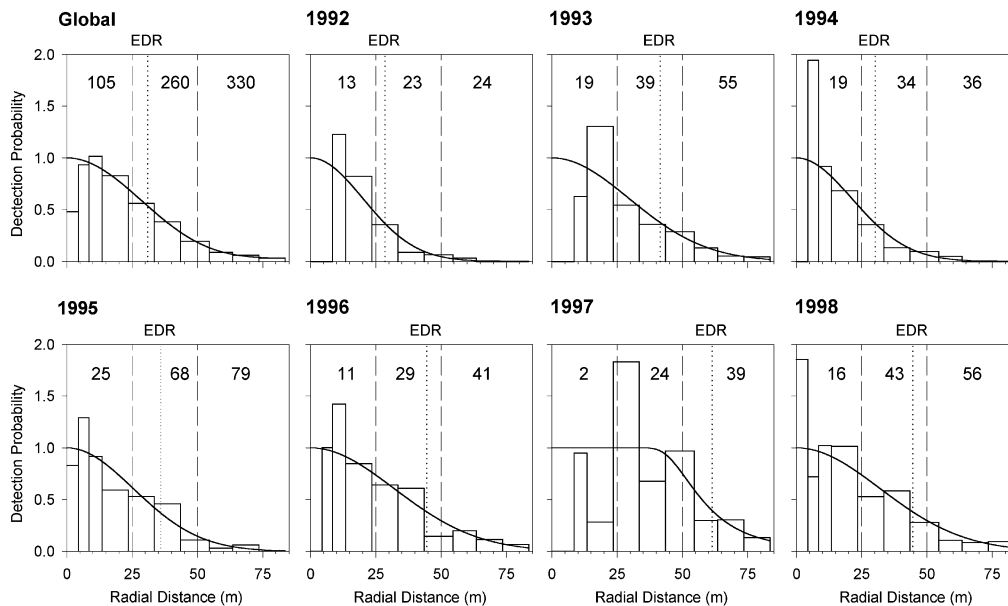 Global 1992 1993 1994
EDR EDR EDR EDR
2.0
105 260 330 13 23 24 19 39 55 19 34 36
1.5
Dectection Probability
1.0
0.5
0.0
1995 1996 1997 1998
EDR EDR EDR EDR
2.0
25 68 79 11 29 41 2 24 39 16 43 56
1.5
Detection Probability
1.0
0.5
0.0
0 25 50 75 0 25 50 75 0 25 50 75 0 25 50 75
Radial Distance (m) Radial Distance (m) Radial Distance (m) Radial Distance (m)